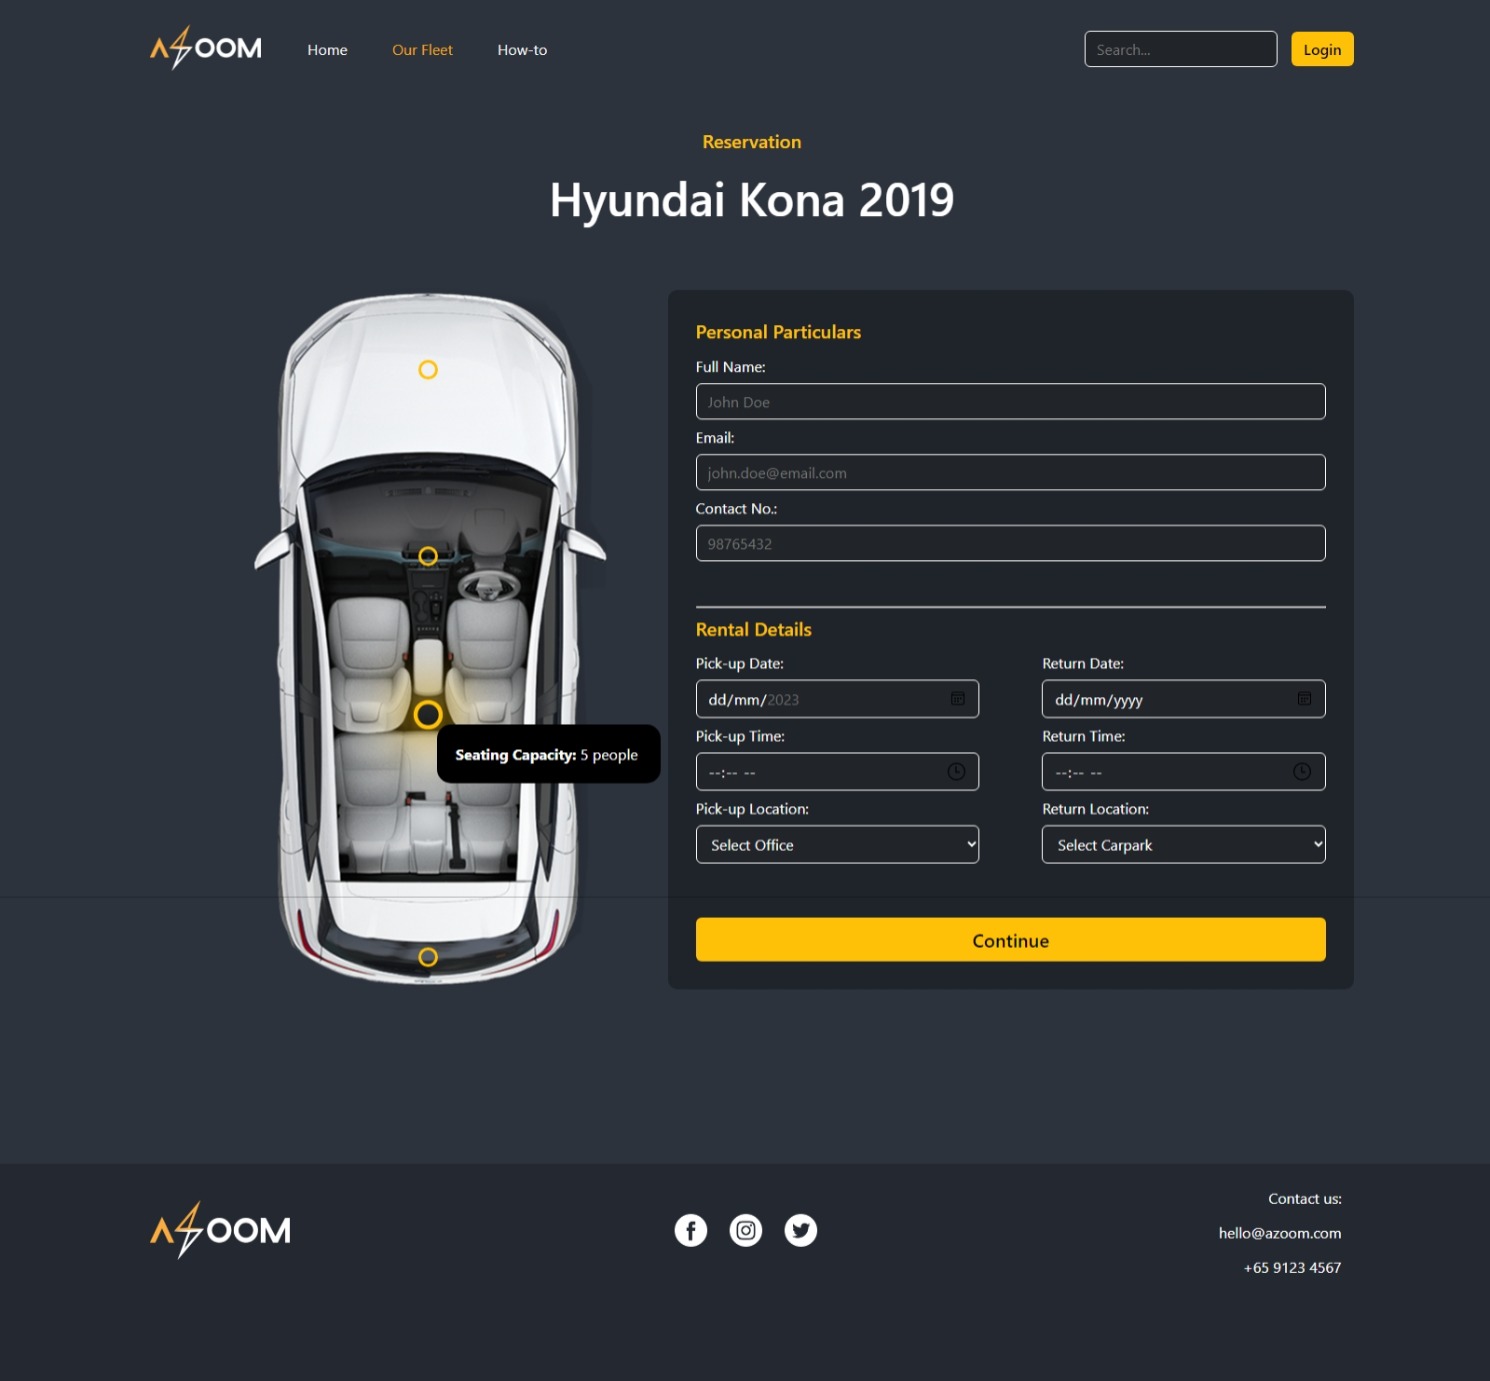 AZOOM
Home
Our Fleet
How-to
Search...
Login
Reservation
Hyundai Kona 2019
Personal Particulars
Full Name:
John Doe
Email:
john.doe@email.com
Contact No.:
98765432
Seating Capacity: 5 people
Rental Details
Pick-up Date:
Return Date:
dd/mm/2023
dd/mm/yyyy
Pick-up Time:
Return Time:
--:-- --
--:-- --
Pick-up Location:
Return Location:
Select Office
Select Carpark
Continue
AZOOM
Contact us:
hello@azoom.com
+65 9123 4567